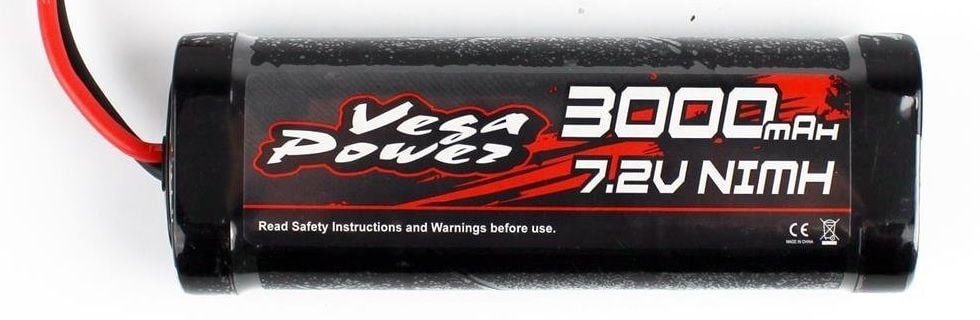 Vega
Power
3000mAH
7.2V NIMH
Read Safety Instructions and Warnings before use.
CE
MADE IN CHINA